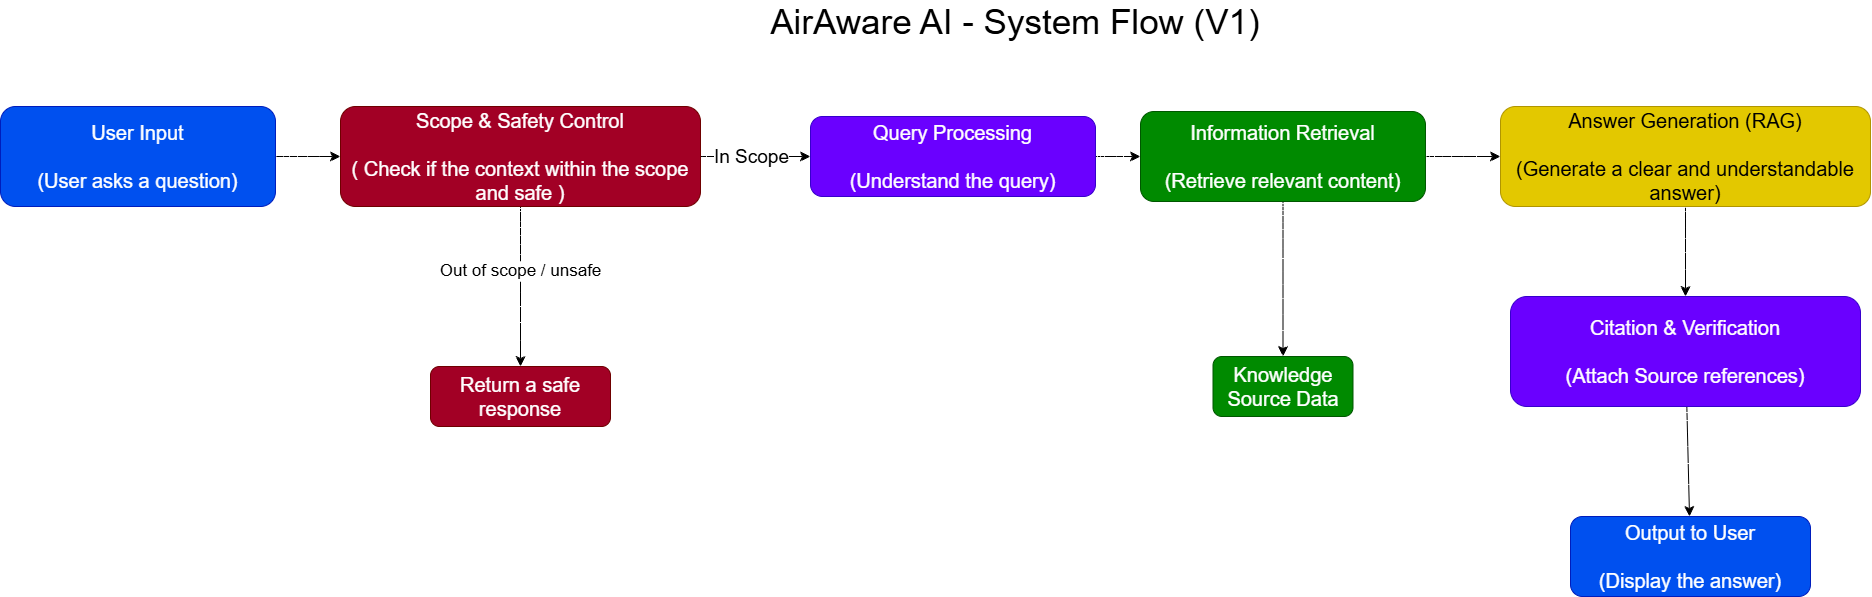 AirAware AI - System Flow (V1)
User Input
(User asks a question)
Scope & Safety Control
( Check if the context within the scope
and safe )
In Scope
Query Processing
(Understand the query)
Information Retrieval
(Retrieve relevant content)
Answer Generation (RAG)
(Generate a clear and understandable
answer)
Out of scope / unsafe
Return a safe
response
Knowledge
Source Data
Citation & Verification
(Attach Source references)
Output to User
(Display the answer)